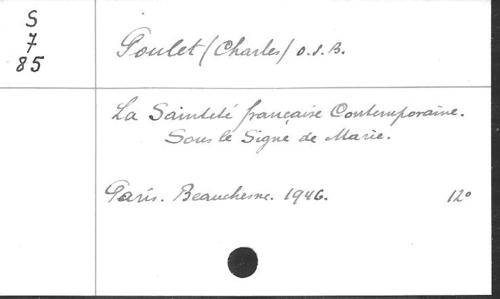 S
7
85
Poulet (Charles) O.S.B.
La Sainteté française Contemporaine.
Sous le Signe de Marie.
Paris. Beauchesne. 1946. 12°